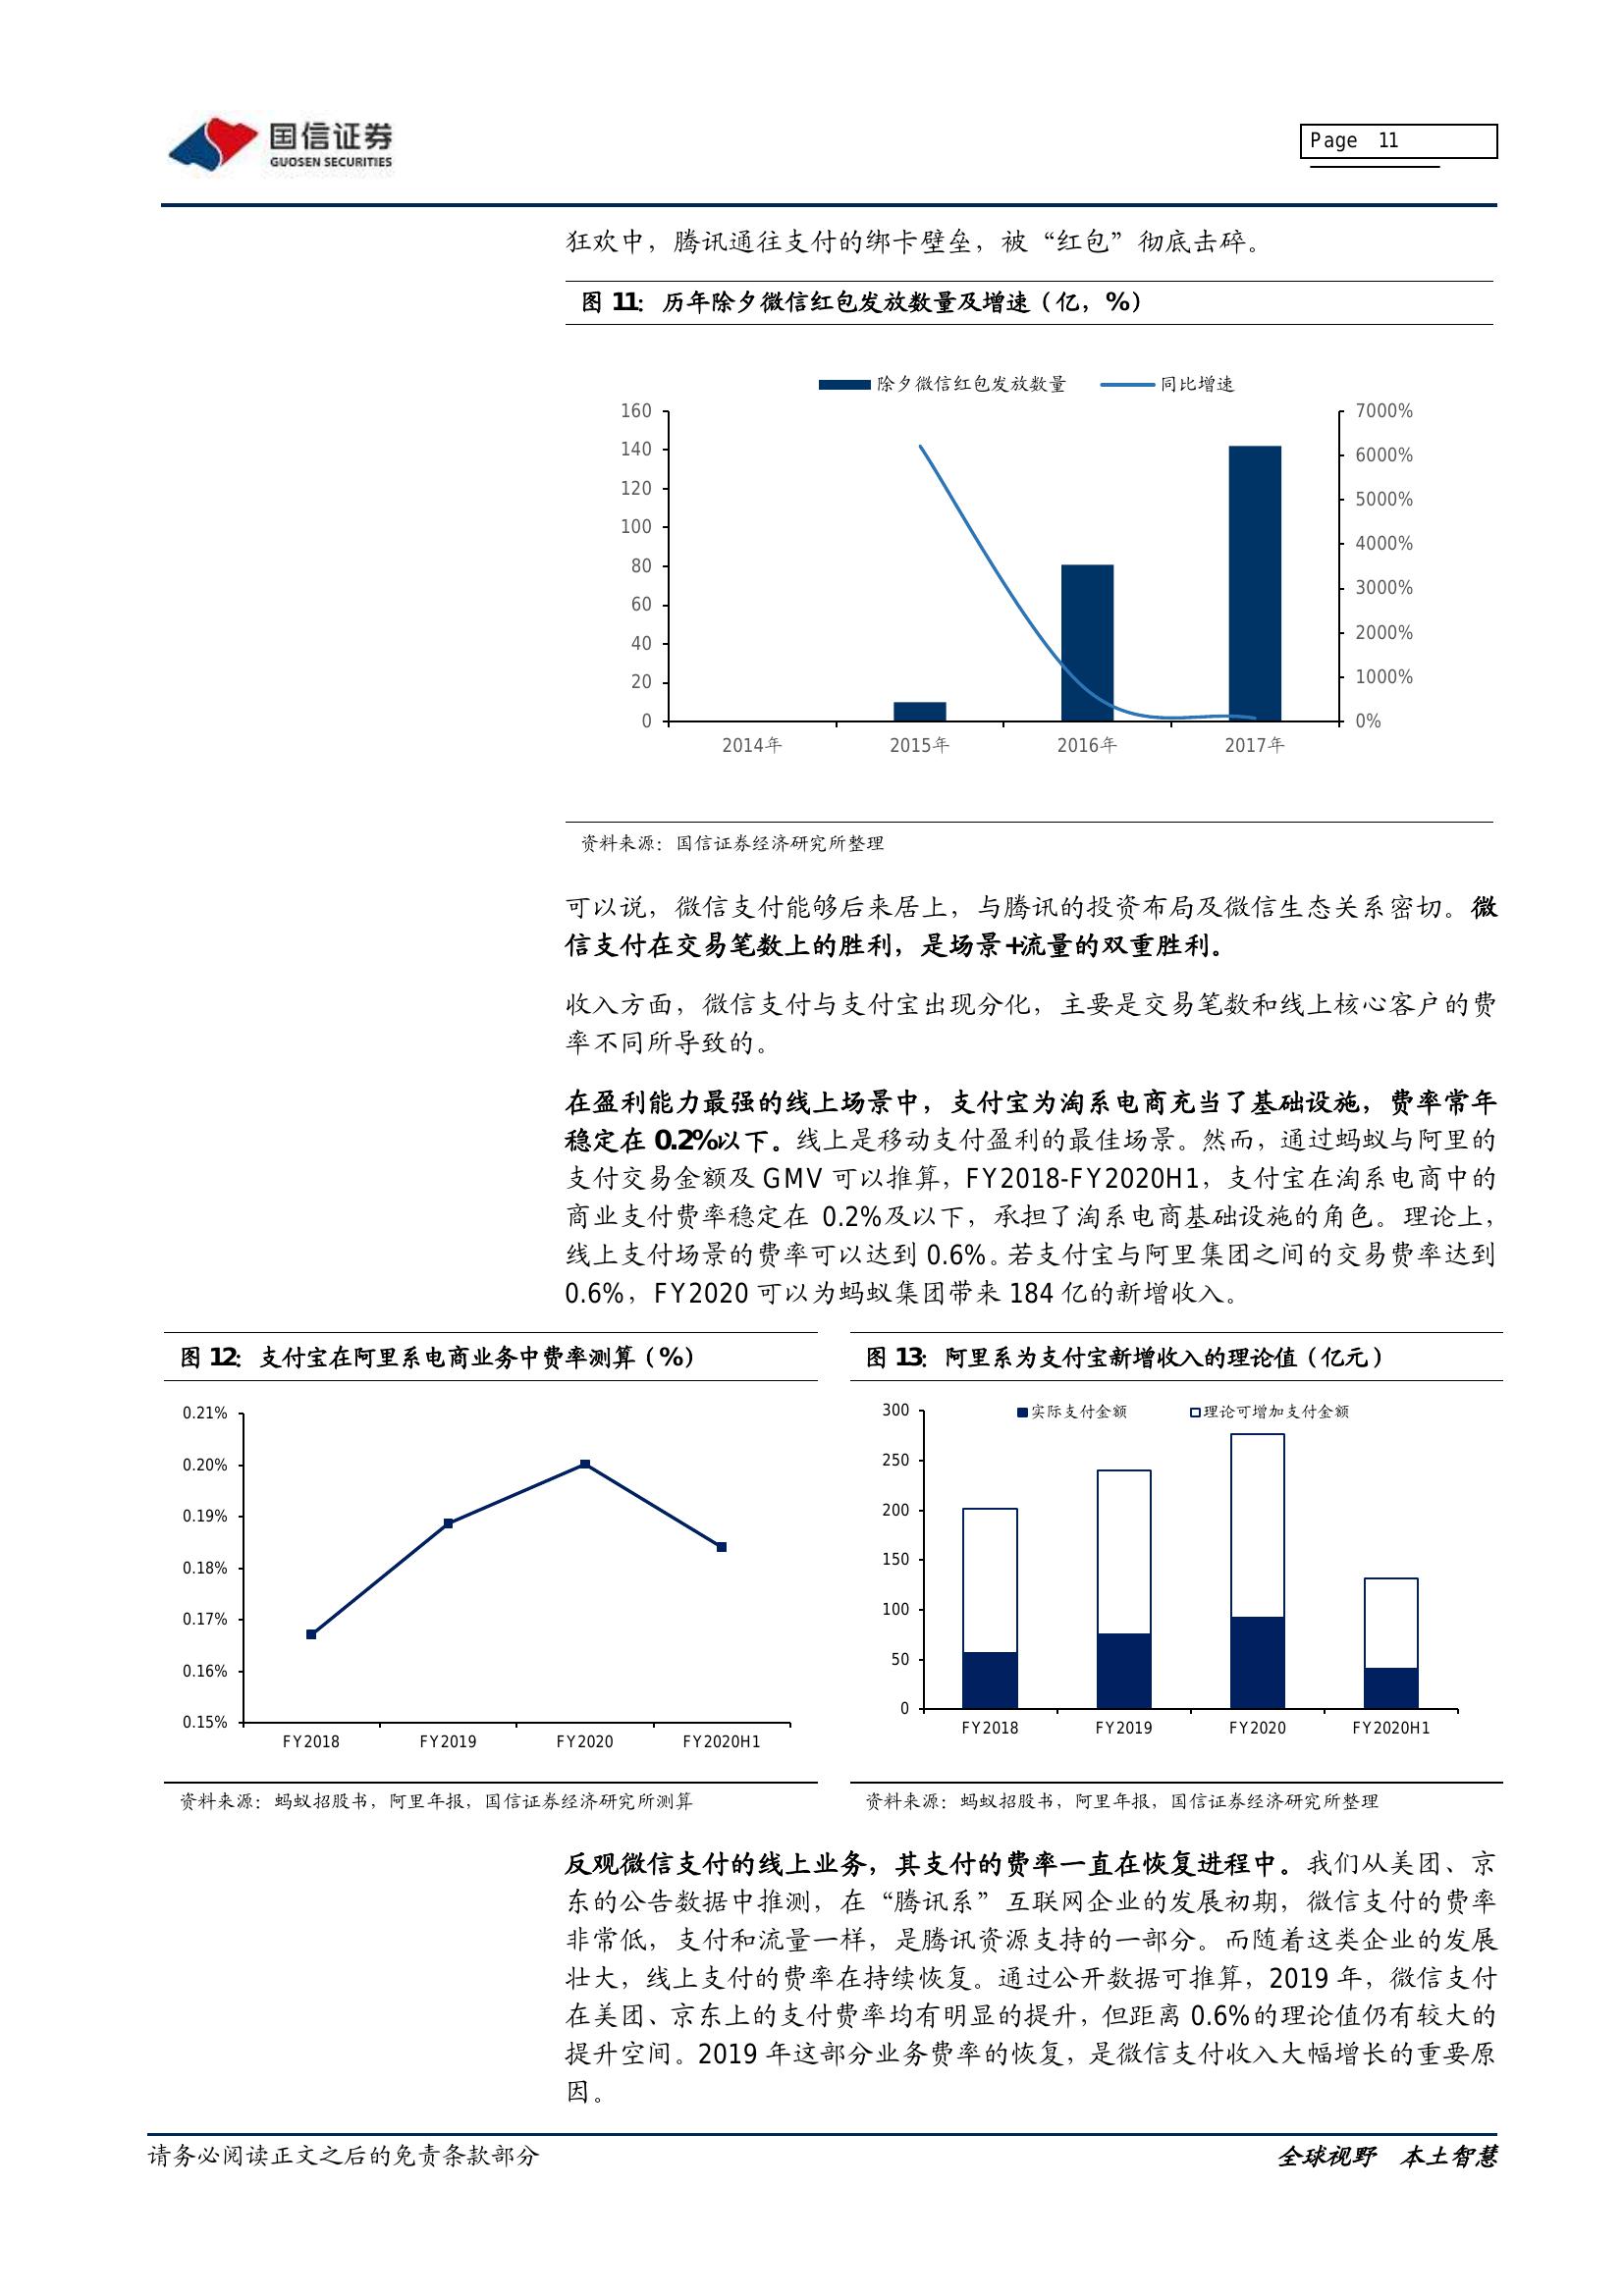 国信证券
GUOSEN SECURITIES
Page 11
狂欢中，腾讯通往支付的绑卡壁垒，被“红包”彻底击碎。
图 11：历年除夕微信红包发放数量及增速（亿，%）
除夕微信红包发放数量 同比增速
160
140
120
100
80
60
40
20
0
7000%
6000%
5000%
4000%
3000%
2000%
1000%
0%
2014年 2015年 2016年 2017年
资料来源：国信证券经济研究所整理
可以说，微信支付能够后来居上，与腾讯的投资布局及微信生态关系密切。微
信支付在交易笔数上的胜利，是场景+流量的双重胜利。
收入方面，微信支付与支付宝出现分化，主要是交易笔数和线上核心客户的费
率不同所导致的。
在盈利能力最强的线上场景中，支付宝为淘系电商充当了基础设施，费率常年
稳定在 0.2%以下。线上是移动支付盈利的最佳场景。然而，通过蚂蚁与阿里的
支付交易金额及 GMV 可以推算，FY2018-FY2020H1，支付宝在淘系电商中的
商业支付费率稳定在 0.2%及以下，承担了淘系电商基础设施的角色。理论上，
线上支付场景的费率可以达到 0.6%。若支付宝与阿里集团之间的交易费率达到
0.6%，FY2020 可以为蚂蚁集团带来 184 亿的新增收入。
图 12：支付宝在阿里系电商业务中费率测算（%）
0.21%
0.20%
0.19%
0.18%
0.17%
0.16%
0.15%
FY2018 FY2019 FY2020 FY2020H1
资料来源：蚂蚁招股书，阿里年报，国信证券经济研究所测算
图 13：阿里系为支付宝新增收入的理论值（亿元）
实际支付金额 理论可增加支付金额
300
250
200
150
100
50
0
FY2018 FY2019 FY2020 FY2020H1
资料来源：蚂蚁招股书，阿里年报，国信证券经济研究所整理
反观微信支付的线上业务，其支付的费率一直在恢复进程中。我们从美团、京
东的公告数据中推测，在“腾讯系”互联网企业的发展初期，微信支付的费率
非常低，支付和流量一样，是腾讯资源支持的一部分。而随着这类企业的发展
壮大，线上支付的费率在持续恢复。通过公开数据可推算，2019 年，微信支付
在美团、京东上的支付费率均有明显的提升，但距离 0.6%的理论值仍有较大的
提升空间。2019 年这部分业务费率的恢复，是微信支付收入大幅增长的重要原
因。
请务必阅读正文之后的免责条款部分
全球视野 本土智慧